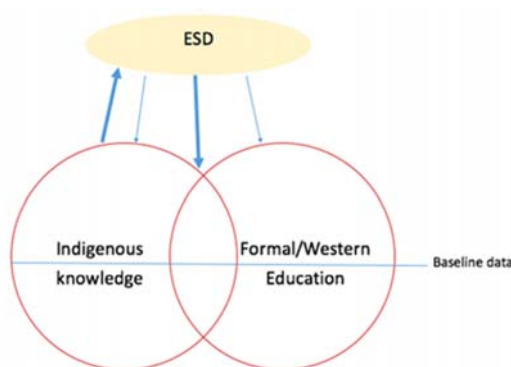 ESD
Indigenous
knowledge
Formal/Western
Education
Baseline data